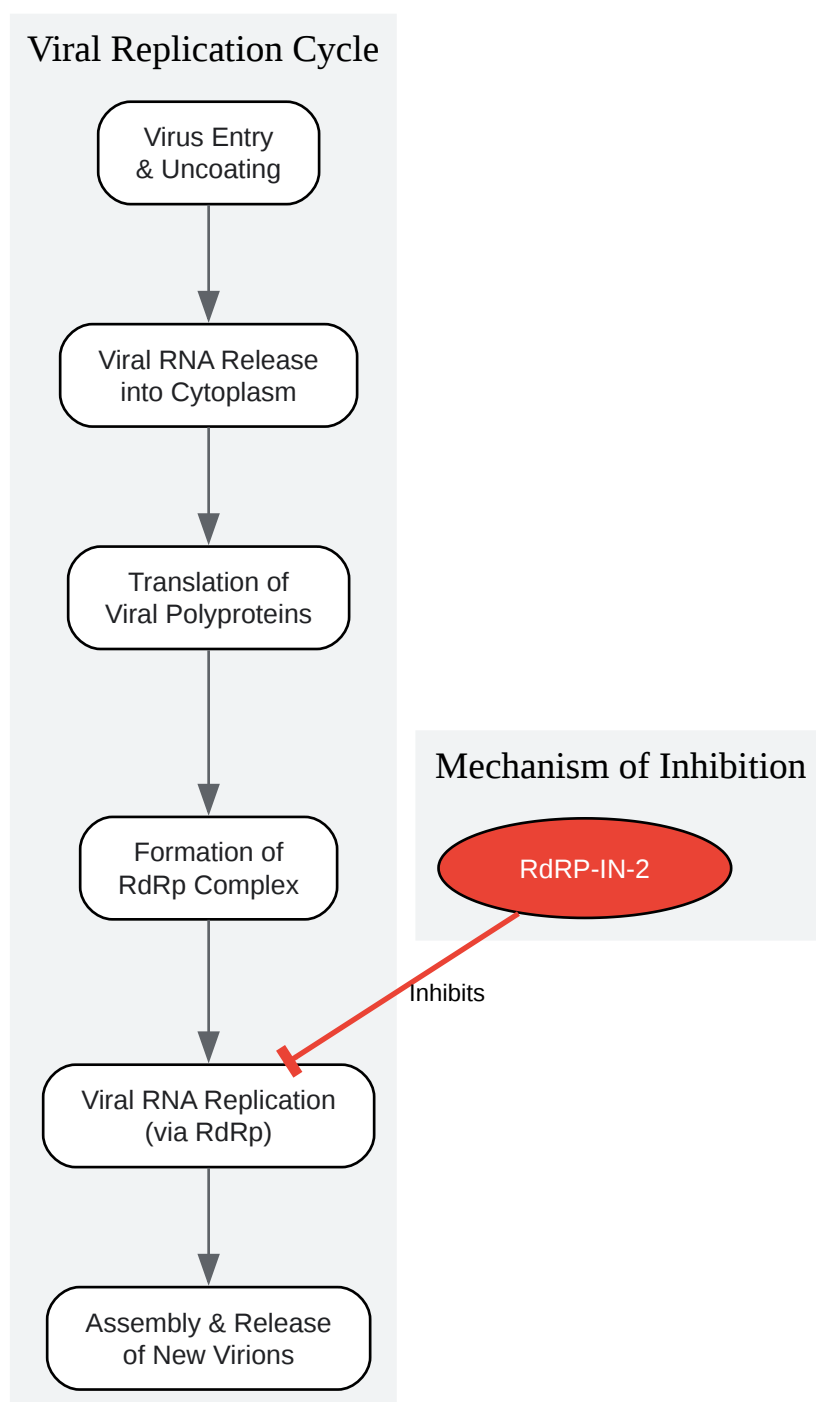 Viral Replication Cycle
Virus Entry
& Uncoating
Viral RNA Release
into Cytoplasm
Translation of
Viral Polyproteins
Formation of
RdRp Complex
Mechanism of Inhibition
RdRP-IN-2
Inhibits
Viral RNA Replication
(via RdRp)
Assembly & Release
of New Virions